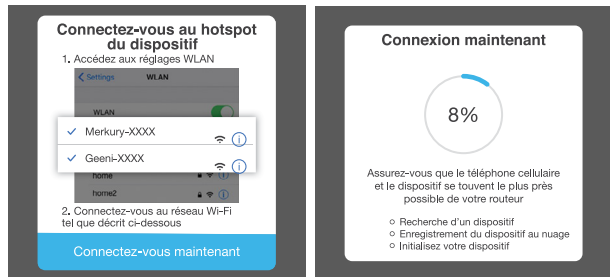 Connectez-vous au hotspot
du dispositif
1. Accédez aux réglages WLAN
Settings WLAN
WLAN
Merkury-XXXX
Geeni-XXXX
home
home2
2. Connectez-vous au réseau Wi-Fi
tel que décrit ci-dessous
Connectez-vous maintenant
Connexion maintenant
8%
Assurez-vous que le téléphone cellulaire
et le dispositif se touvent le plus près
possible de votre routeur
Recherche d'un dispositif
Enregistrement du dispositif au nuage
Initialisez votre dispositif